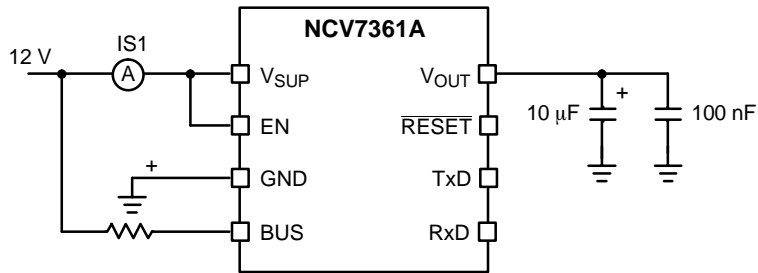 NCV7361A
IS1
12 V
A
VSUP
VOUT
EN
RESET
10 μF
+
100 nF
+
GND
TxD
BUS
RxD